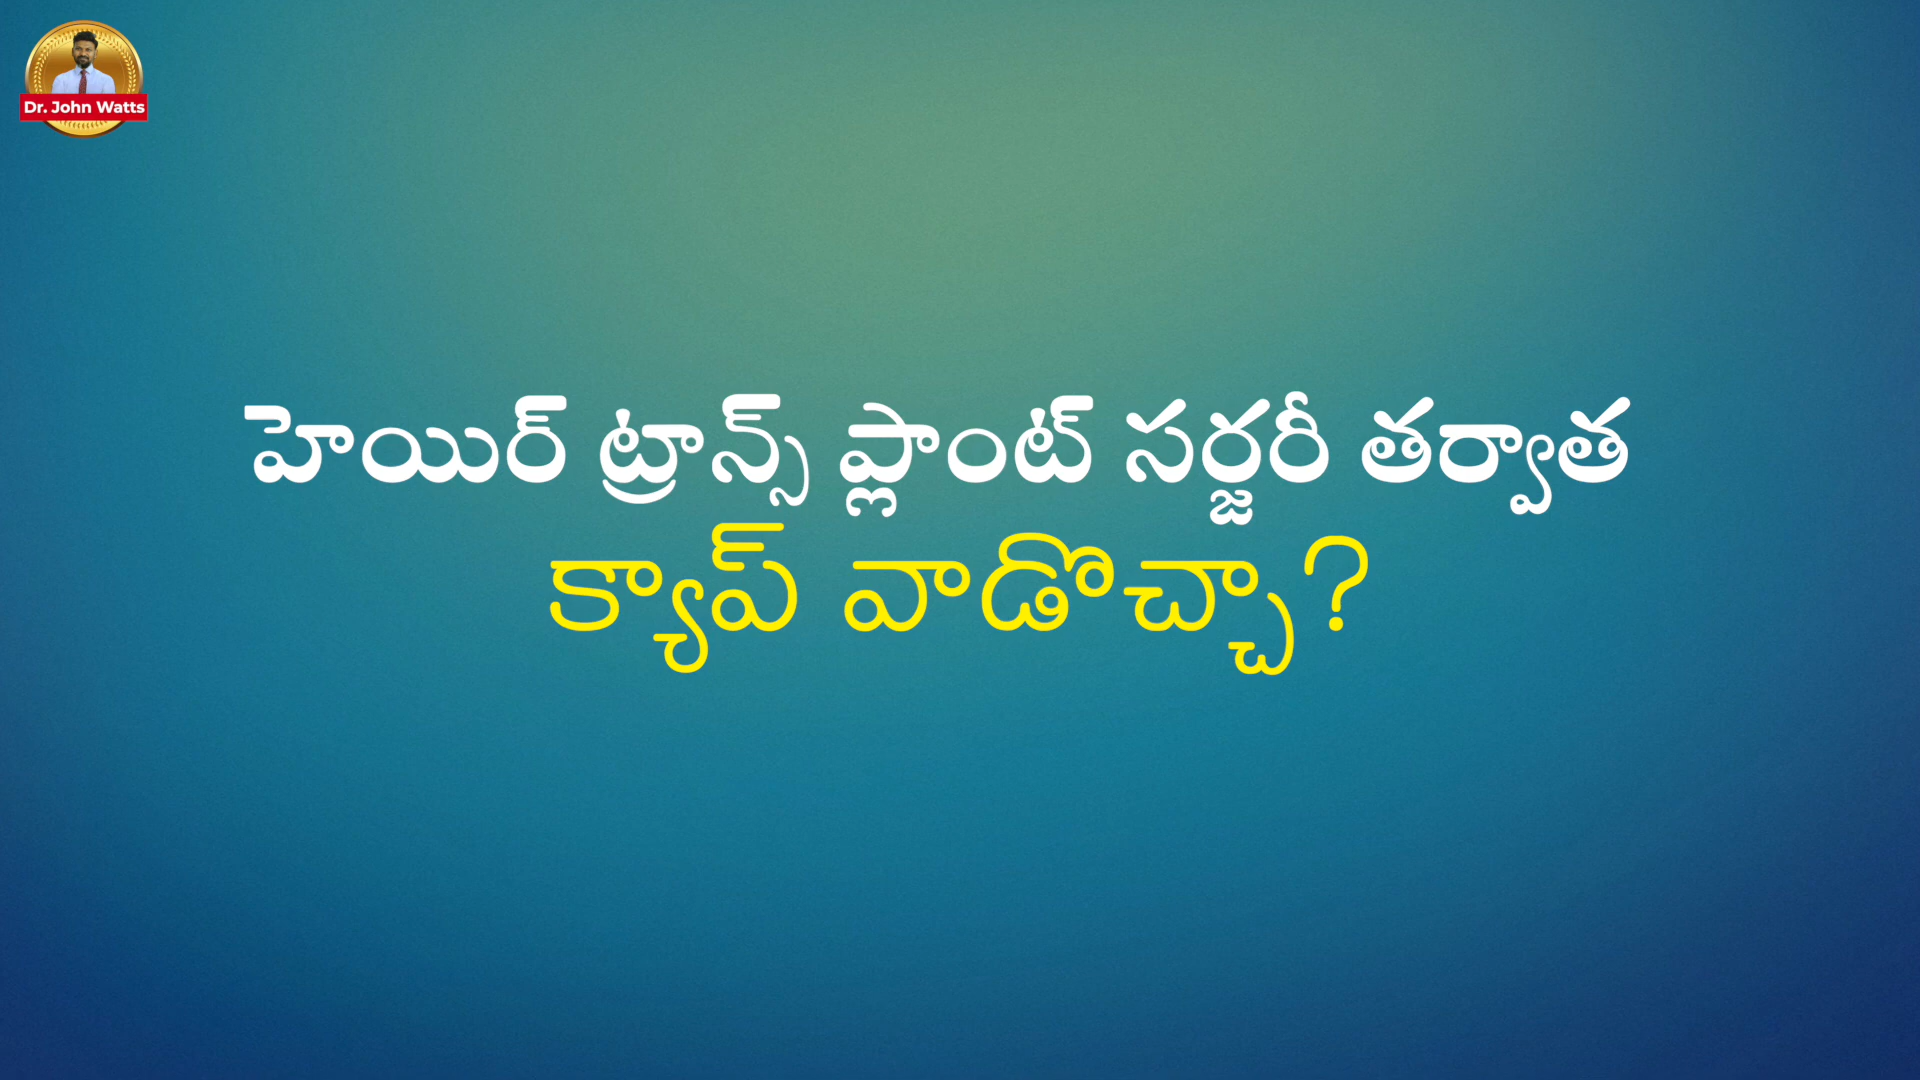 Dr. John Watts
హెయిర్ ట్రాన్స్ ప్లాంట్ సర్జరీ తర్వాత
క్యాప్ వాడొచ్చా?